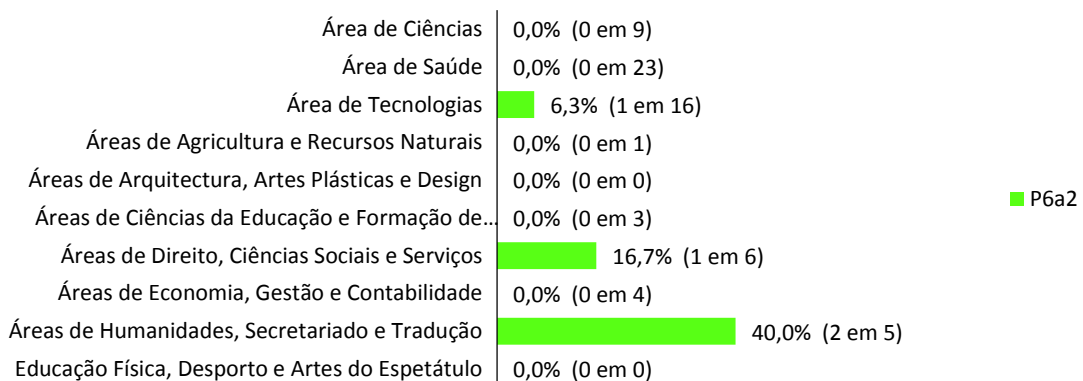 Área de Ciências 0,0% (0 em 9)
Área de Saúde 0,0% (0 em 23)
Área de Tecnologias 6,3% (1 em 16)
Áreas de Agricultura e Recursos Naturais 0,0% (0 em 1)
Áreas de Arquitectura, Artes Plásticas e Design 0,0% (0 em 0)
Áreas de Ciências da Educação e Formação de... 0,0% (0 em 3)
Áreas de Direito, Ciências Sociais e Serviços 16,7% (1 em 6)
Áreas de Economia, Gestão e Contabilidade 0,0% (0 em 4)
Áreas de Humanidades, Secretariado e Tradução 40,0% (2 em 5)
Educação Física, Desporto e Artes do Espetátulo 0,0% (0 em 0)
P6a2